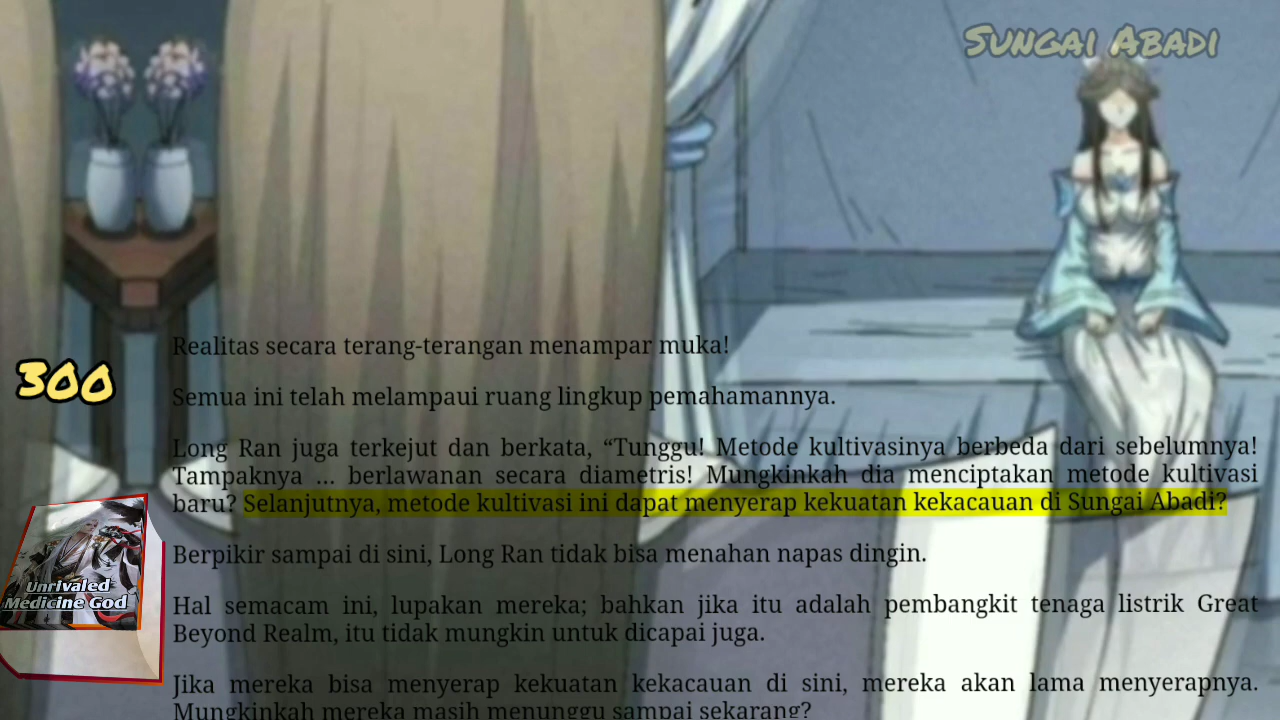 Sungai Abadi
Realitas secara terang-terangan menampar muka!
300
Semua ini telah melampaui ruang lingkup pemahamannya.
Long Ran juga terkejut dan berkata, “Tunggu! Metode kultivasinya berbeda dari sebelumnya!
Tampaknya ... berlawanan secara diametris! Mungkinkah dia menciptakan metode kultivasi
baru? Selanjutnya, metode kultivasi ini dapat menyerap kekuatan kekacauan di Sungai Abadi?
Berpikir sampai di sini, Long Ran tidak bisa menahan napas dingin.
Unrivaled
Medicine God
Hal semacam ini, lupakan mereka; bahkan jika itu adalah pembangkit tenaga listrik Great
Beyond Realm, itu tidak mungkin untuk dicapai juga.
Jika mereka bisa menyerap kekuatan kekacauan di sini, mereka akan lama menyerapnya.
Mungkinkah mereka masih menunggu sampai sekarang?